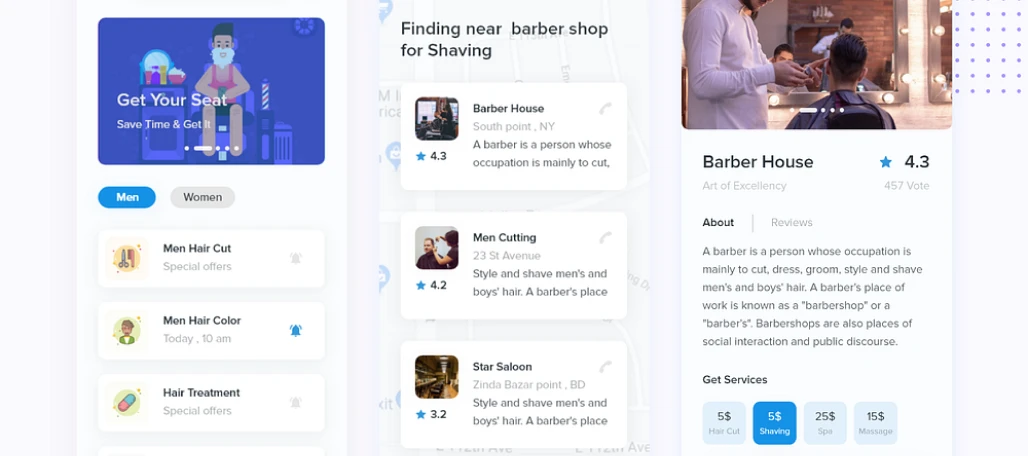 Get Your Seat
Save Time & Get It
Men
Women
Men Hair Cut
Special offers
Men Hair Color
Today , 10 am
Hair Treatment
Special offers
Finding near barber shop
for Shaving
Barber House
South point , NY
A barber is a person whose
occupation is mainly to cut,
4.3
Men Cutting
23 St Avenue
Style and shave men's and
boys' hair. A barber's place
4.2
Star Saloon
Zinda Bazar point , BD
Style and shave men's and
boys' hair. A barber's place
3.2
E 112th Ave
Barber House
4.3
Art of Excellency
457 Vote
About
Reviews
A barber is a person whose occupation is
mainly to cut, dress, groom, style and shave
men's and boys' hair. A barber's place of
work is known as a "barbershop" or a
"barber's". Barbershops are also places of
social interaction and public discourse.
Get Services
5$
Hair Cut
5$
Shaving
25$
Spa
15$
Massage